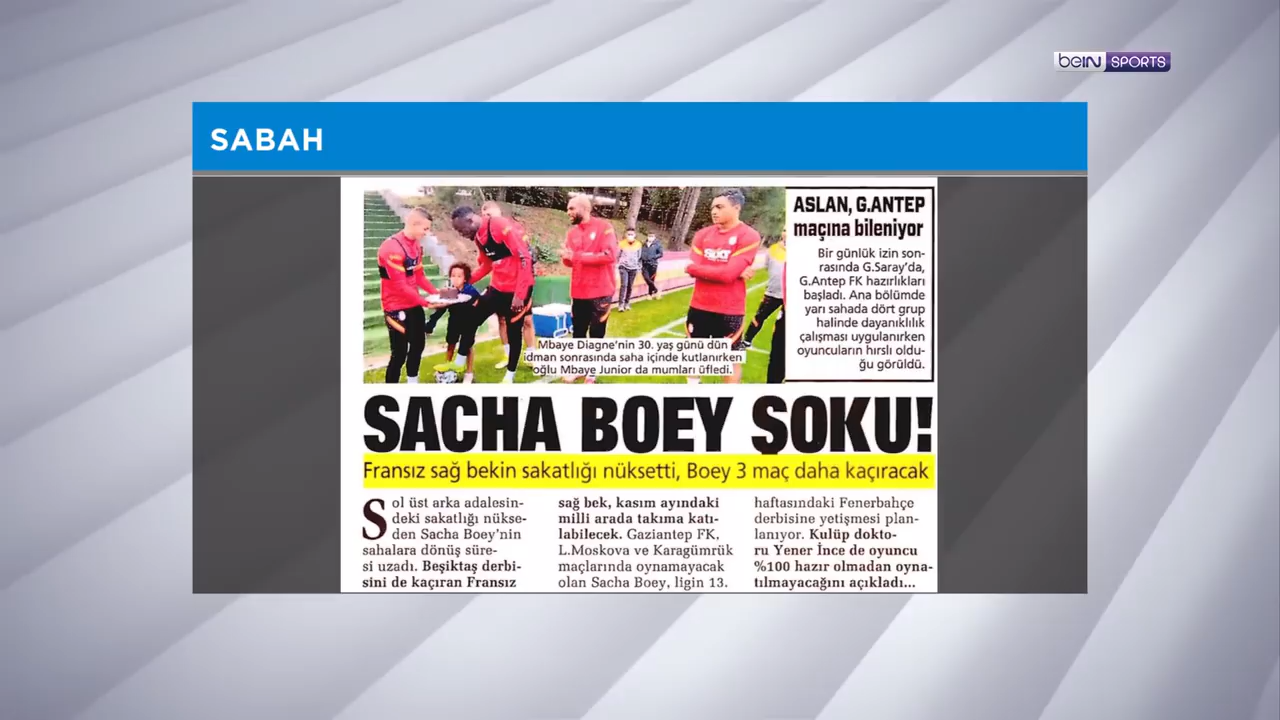 beIN SPORTS
SABAH
ASLAN, G.ANTEP
maçına bileniyor
Bir günlük izin son-
rasında G.Saray'da,
G.Antep FK hazırlıkları
başladı. Ana bölümde
yarı sahada dört grup
halinde dayanıklılık
çalışması uygulanırken
oyuncuların hırslı oldu-
ğu görüldü.
Mbaye Diagne'nin 30. yaş günü dün
idman sonrasında saha içinde kutlanırken
oğlu Mbaye Junior da mumları üfledi.
SACHA BOEY ŞOKU!
Fransız sağ bekin sakatlığı nüksetti, Boey 3 maç daha kaçıracak
Sol üst arka adalesin-
deki sakatlığı nükse-
den Sacha Boey'nin
sahalara dönüş süre-
si uzadı. Beşiktaş derbi-
sini de kaçıran Fransız
sağ bek, kasım ayındaki
milli arada takıma katı-
labilecek. Gaziantep FK,
L.Moskova ve Karagümrük
maçlarında oynamayacak
olan Sacha Boey, ligin 13.
haftasındaki Fenerbahçe
derbisine yetişmesi plan-
lanıyor. Kulüp dokto-
ru Yener İnce de oyuncu
%100 hazır olmadan oyna-
tılmayacağını açıkladı...